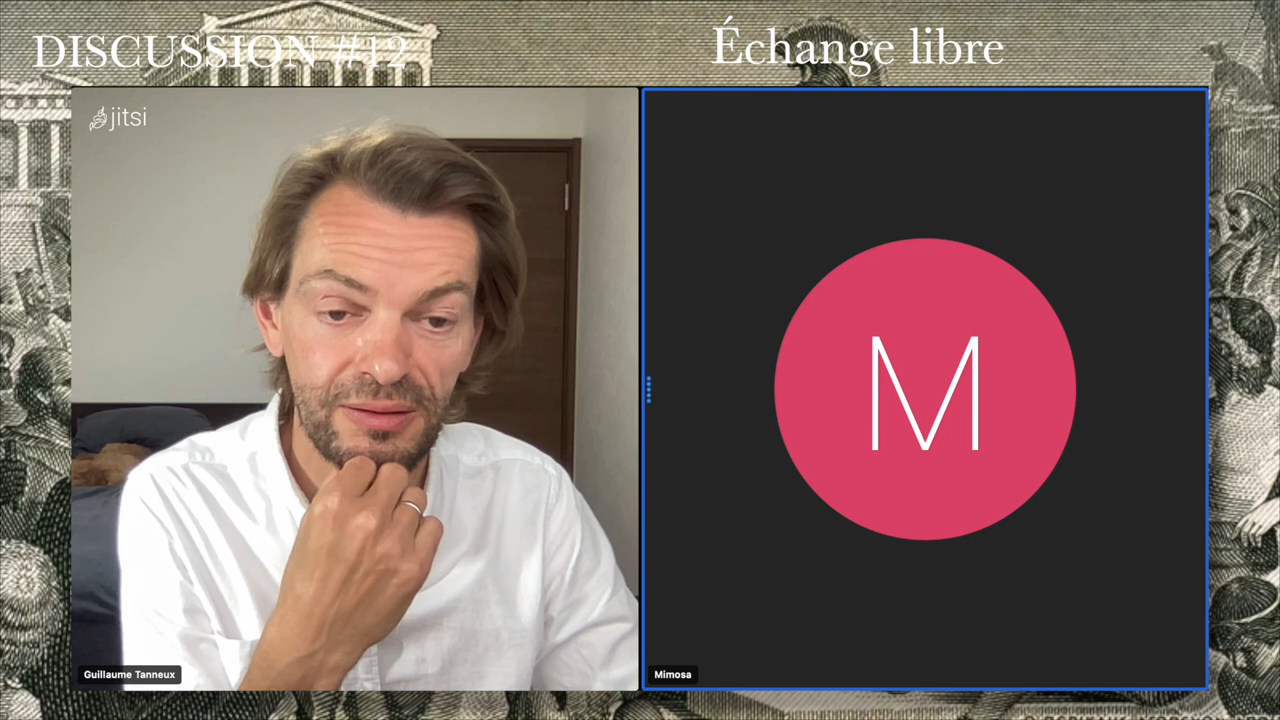 DISCUSSION #12
Échange libre
jitsi
M
Guillaume Tanneux
Mimosa